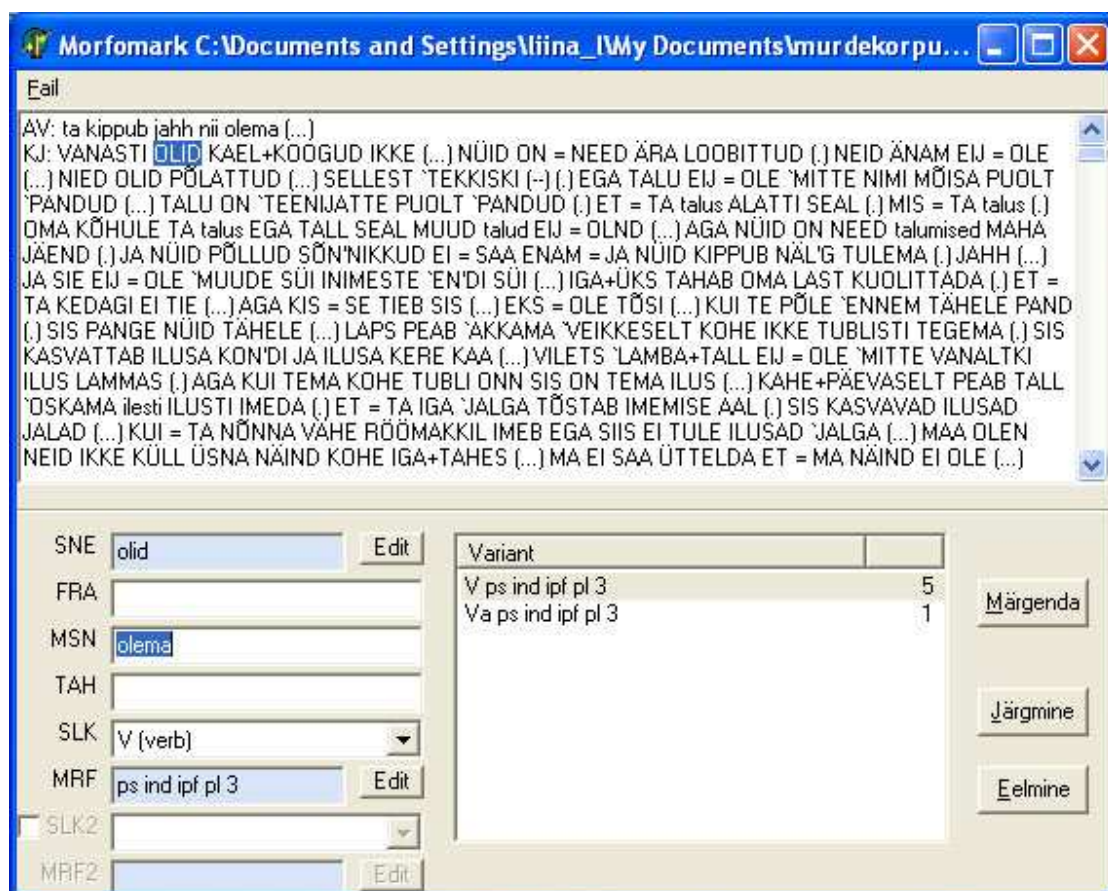 Morfomark C:\Documents and Settings\liina_l\My Documents\murdekorpu...
Fail
AV: ta kippub jahh nii olema (...)
KJ: VANASTI OLID KAEL+KOOGUD IKKE (...) NÜID ON = NEED ÄRA LOOBITTUD (.) NEID ÄNAM EIJ = OLE
(...) NIED OLID PÕLATTUD (...) SELLEST `TEKKISKI (--) (.) EGA TALU EIJ = OLE `MITTE NIMI MÕISA PUOLT
`PANDUD (...) TALU ON `TEENIJATTE PUOLT `PANDUD (.) ET = TA talus ALATTI SEAL (.) MIS = TA talus (.)
OMA KÕHULE TA talus EGA TALL SEAL MUUD talud EIJ = OLND (...) AGA NÜID ON NEED talumised MAHA
JÄEND (.) JA NÜID PÕLLUD SÕN'NIKKUD EI = SAA ENAM = JA NÜID KIPPUB NÄL'G TULEMA (.) JAHH (...)
JA SIE EIJ = OLE `MUUDE SÜI INIMESTE `EN'DI SÜI (...) IGA+ÜKS TAHAB OMA LAST KUOLITTADA (.) ET =
TA KEDAGI EI TIE (...) AGA KIS = SE TIEB SIS (...) EKS = OLE TÕSI (...) KUI TE PÕLE `ENNEM TÄHELE PAND
(.) SIS PANGE NÜID TÄHELE (...) LAPS PEAB `AKKAMA `VEIKKESELT KOHE IKKE TUBLISTI TEGEMA (.) SIS
KASVATTAB ILUSA KON'DI JA ILUSA KERE KAA (...) VILETS `LAMBA+TALL EIJ = OLE `MITTE VANALTKI
ILUS LAMMAS (.) AGA KUI TEMA KOHE TUBLI ONN SIS ON TEMA ILUS (...) KAHE+PÄEVASELT PEAB TALL
`OSKAMA ilesti ILUSTI IMEDA (.) ET = TA IGA `JALGA TÕSTAB IMEMISE AAL (.) SIS KASVAVAD ILUSAD
JALAD (...) KUI = TA NÕNNA VAHE RÖÖMAKKIL IMEB EGA SIIS EI TULE ILUSAD `JALGA (...) MAA OLEN
NEID IKKE KÜLL ÜSNA NÄIND KOHE IGA+TAHES (...) MA EI SAA ÜTTELDA ET = MA NÄIND EI OLE (...)
SNE olid Edit
FRA
MSN olema
TAH
SLK V (verb)
MRF ps ind ipf pl 3 Edit
SLK2
MRF2 Edit
Variant
V ps ind ipf pl 3 5
Va ps ind ipf pl 3 1
Märgenda
Järgmine
Eelmine